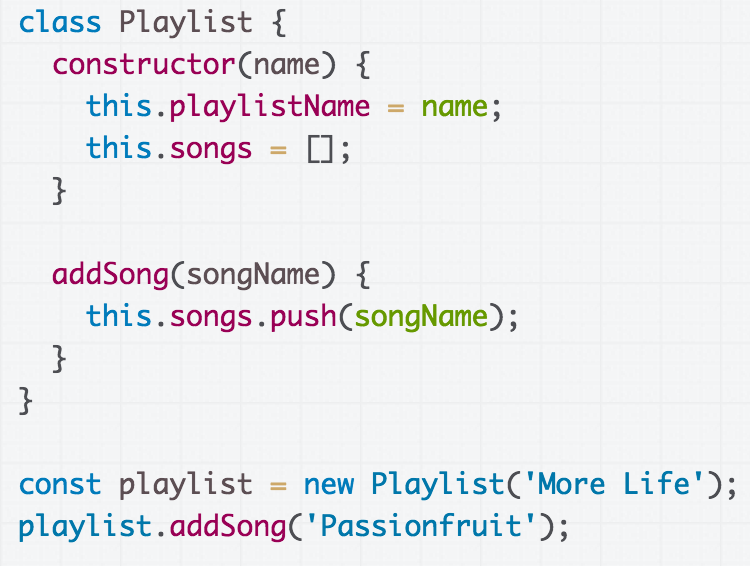 class Playlist {
  constructor(name) {
    this.playlistName = name;
    this.songs = [];
  }

  addSong(songName) {
    this.songs.push(songName);
  }
}

const playlist = new Playlist('More Life');
playlist.addSong('Passionfruit');